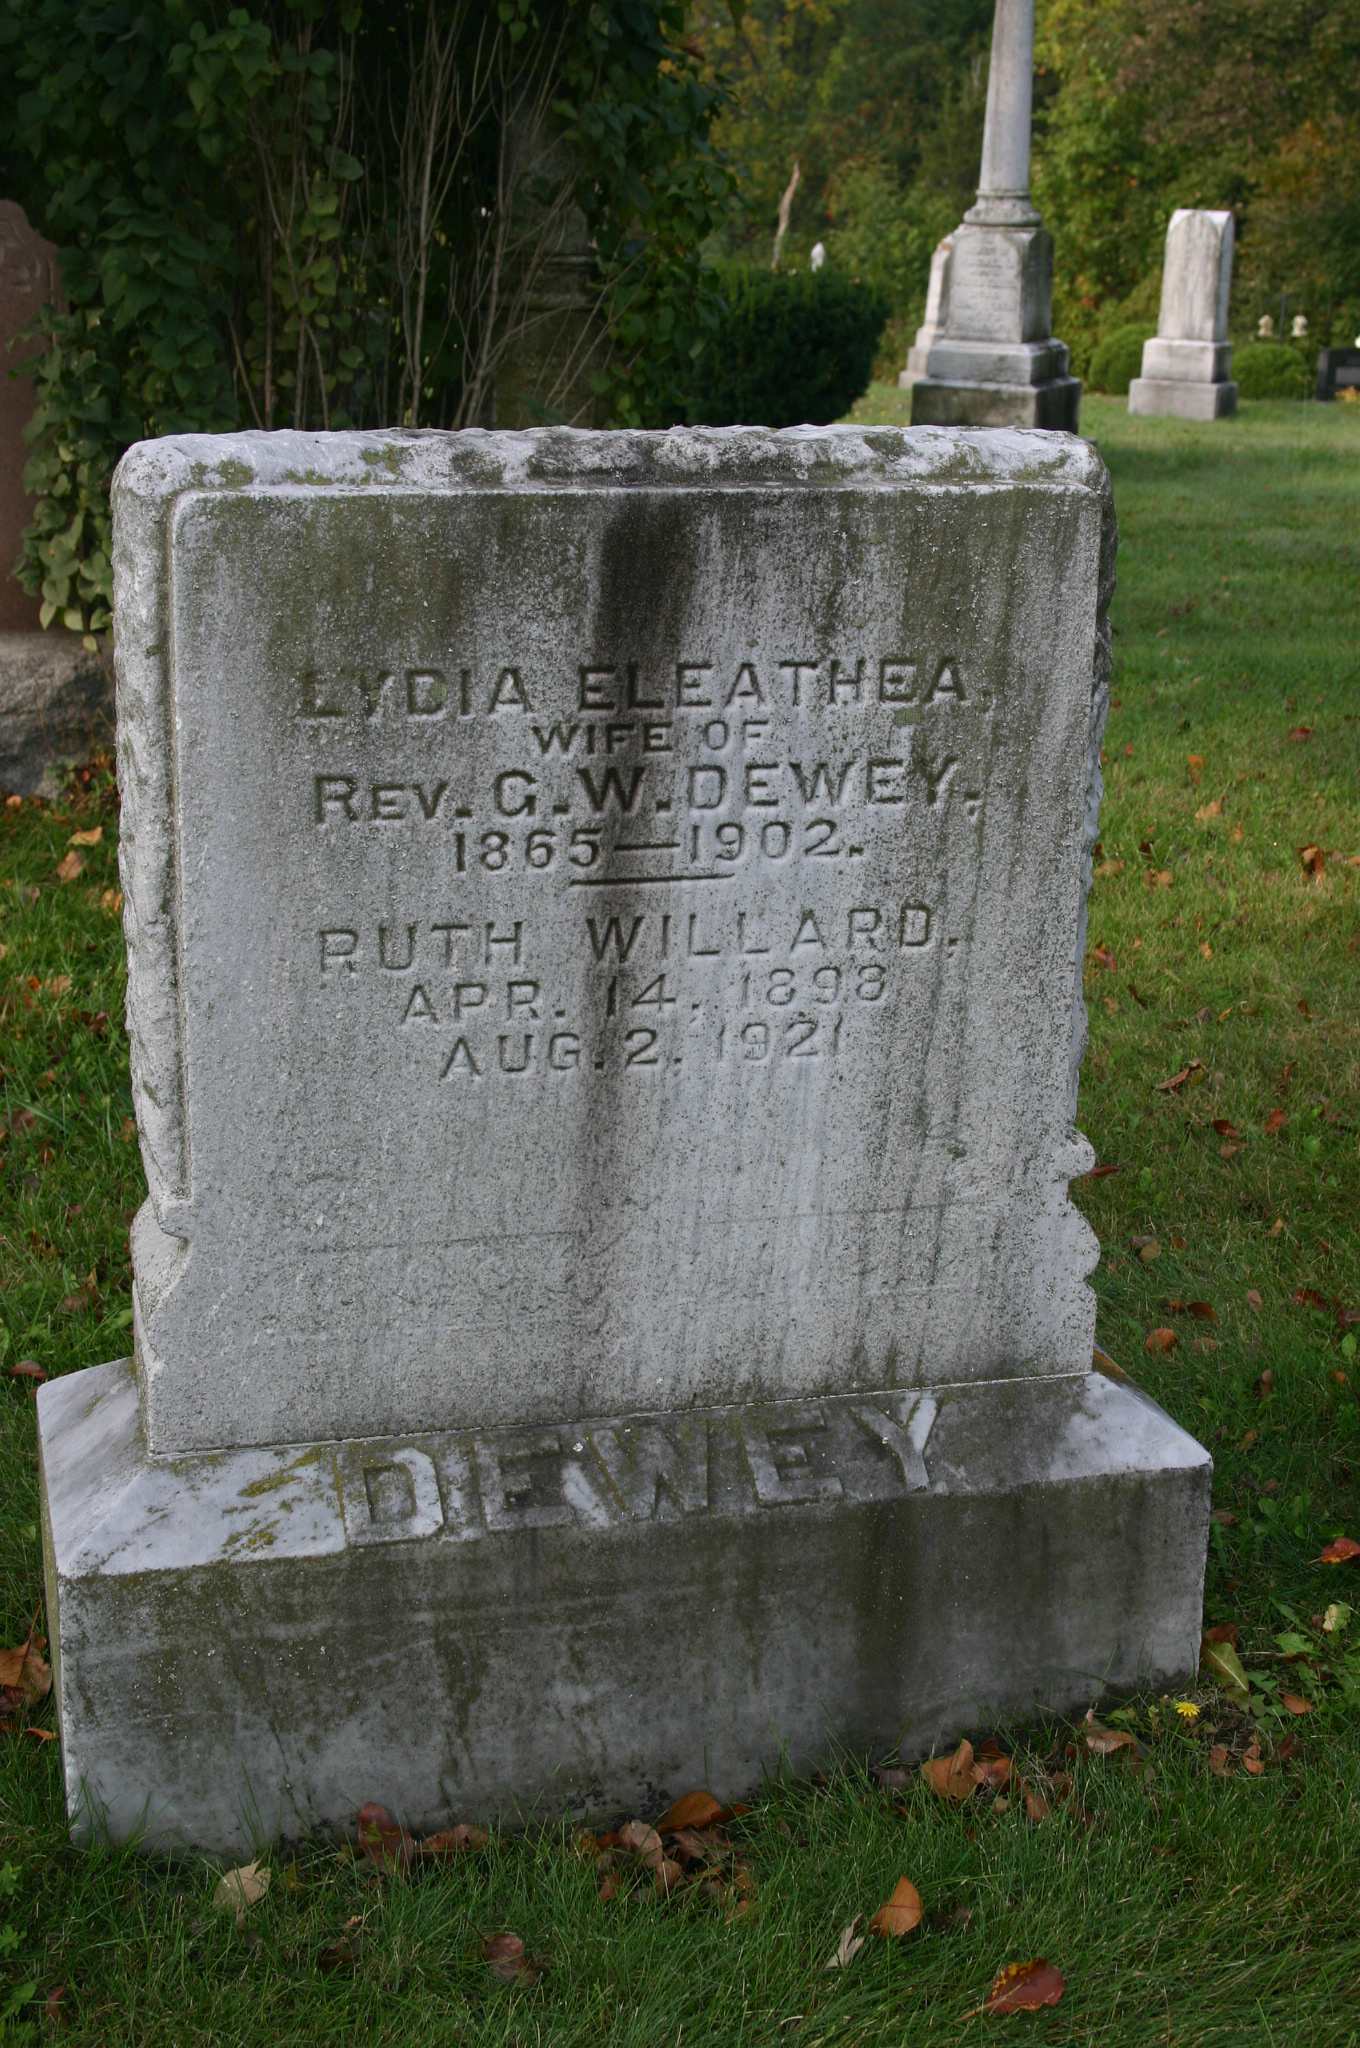 LYDIA ELEATHEA,
WIFE OF
REV. G. W. DEWEY,
1865—1902.
RUTH WILLARD.
APR. 14, 1898
AUG. 2, 1921
DEWEY